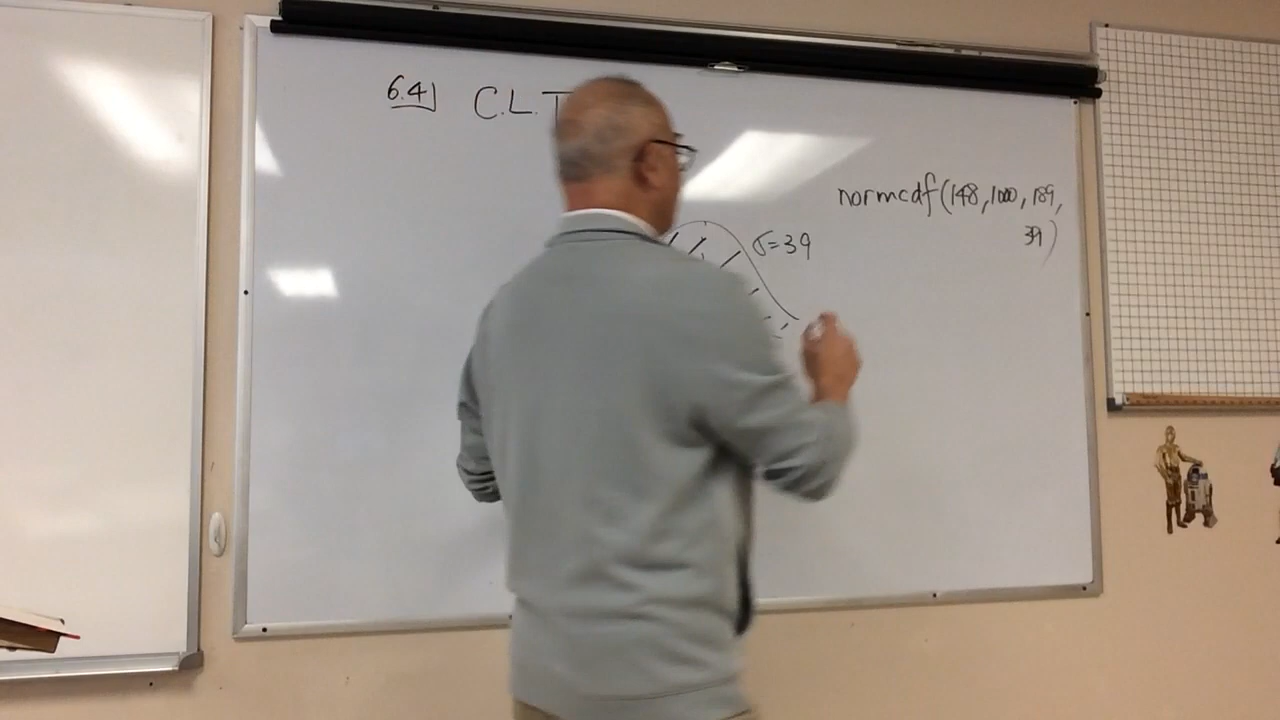 6.4] C.L.T
normcdf(148,1000,189,
39)
σ=39